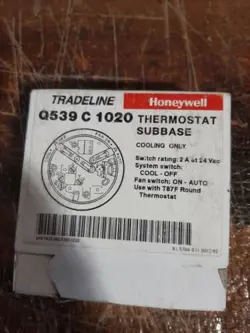 TRADELINE Honeywell
Q539 C 1020 THERMOSTAT
SUBBASE
COOLING ONLY
Switch rating: 2 A at 24 Vac
System switch:
COOL - OFF
Fan switch: ON - AUTO
Use with T87F Round
Thermostat